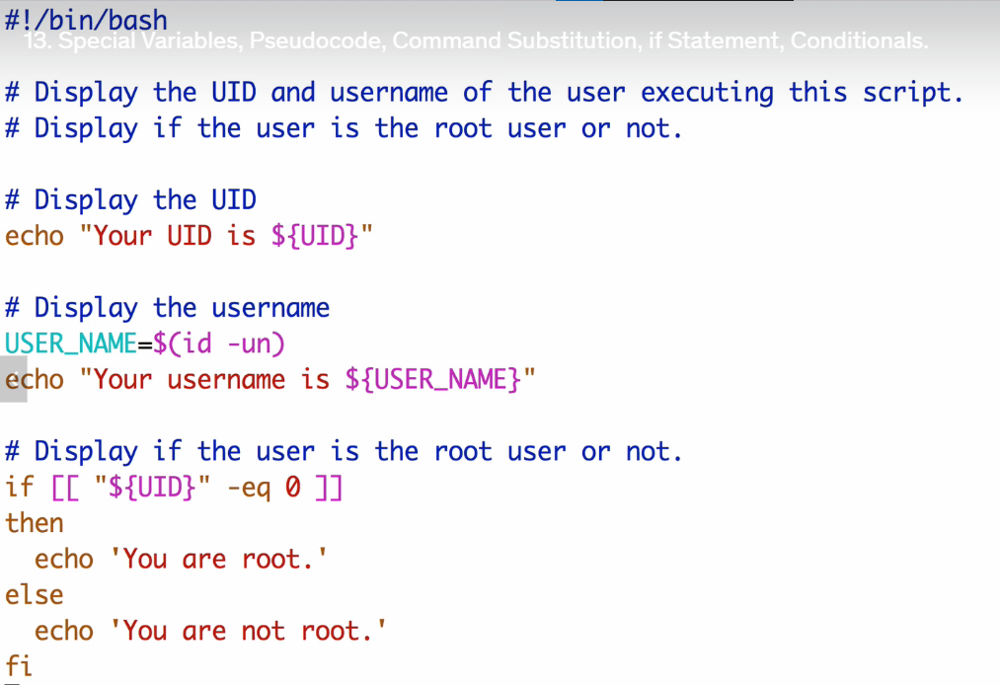 #!/bin/bash
13. Special Variables, Pseudocode, Command Substitution, if Statement, Conditionals.
# Display the UID and username of the user executing this script.
# Display if the user is the root user or not.
# Display the UID
echo "Your UID is ${UID}"
# Display the username
USER_NAME=$(id -un)
echo "Your username is ${USER_NAME}"
# Display if the user is the root user or not.
if [[ "${UID}" -eq 0 ]]
then
  echo 'You are root.'
else
  echo 'You are not root.'
fi